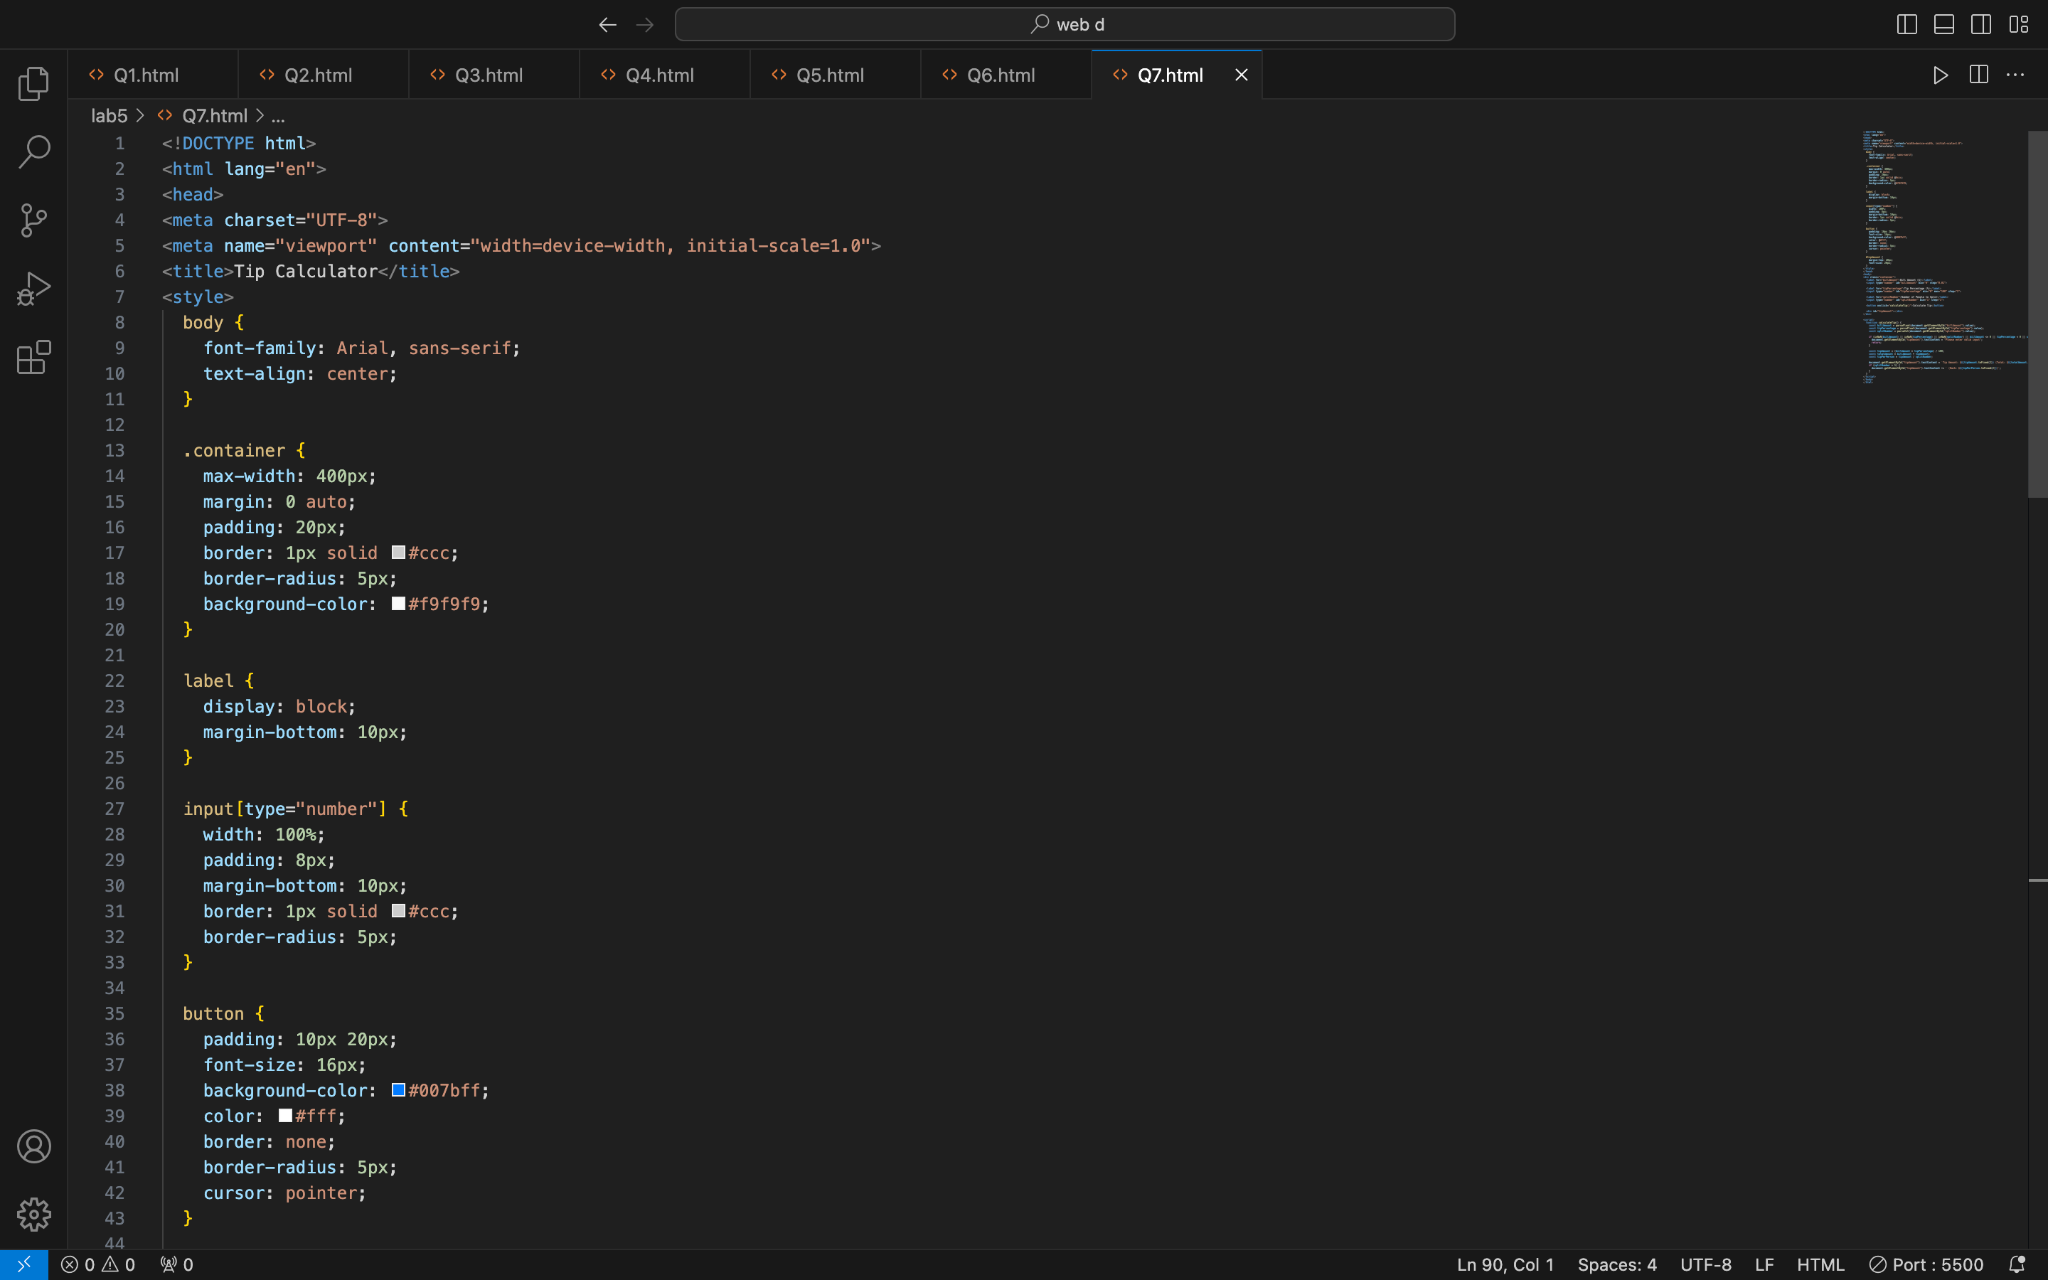 web d
Q1.html Q2.html Q3.html Q4.html Q5.html Q6.html Q7.html
lab5 > Q7.html > ...
1 <!DOCTYPE html>
2 <html lang="en">
3 <head>
4 <meta charset="UTF-8">
5 <meta name="viewport" content="width=device-width, initial-scale=1.0">
6 <title>Tip Calculator</title>
7 <style>
8 body {
9 font-family: Arial, sans-serif;
10 text-align: center;
11 }
12
13 .container {
14 max-width: 400px;
15 margin: 0 auto;
16 padding: 20px;
17 border: 1px solid #ccc;
18 border-radius: 5px;
19 background-color: #f9f9f9;
20 }
21
22 label {
23 display: block;
24 margin-bottom: 10px;
25 }
26
27 input[type="number"] {
28 width: 100%;
29 padding: 8px;
30 margin-bottom: 10px;
31 border: 1px solid #ccc;
32 border-radius: 5px;
33 }
34
35 button {
36 padding: 10px 20px;
37 font-size: 16px;
38 background-color: #007bff;
39 color: #fff;
40 border: none;
41 border-radius: 5px;
42 cursor: pointer;
43 }
44
0 0 0 Ln 90, Col 1 Spaces: 4 UTF-8 LF HTML Port : 5500